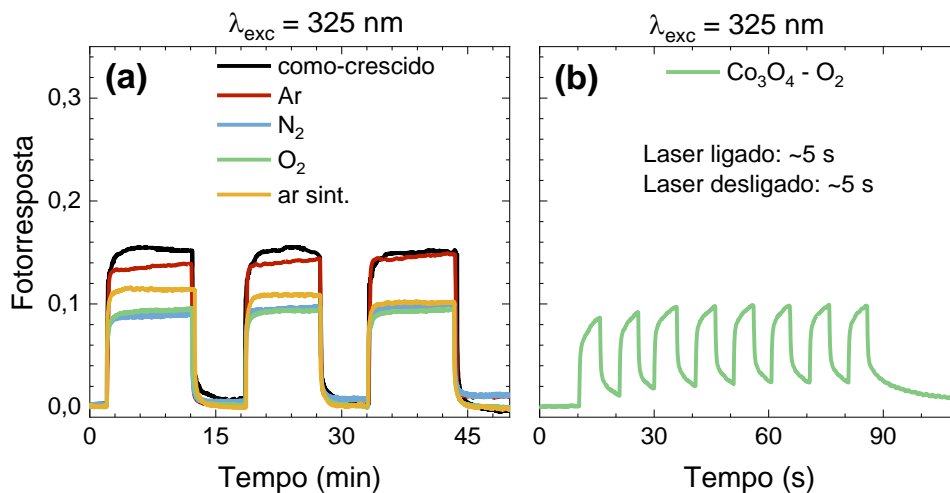 λexc = 325 nm
(a)
como-crescido
Ar
N2
O2
ar sint.
0,3
0,2
0,1
0,0
Fotorresposta
0
15
30
45
Tempo (min)
λexc = 325 nm
(b)
Co3O4 - O2
Laser ligado: ~5 s
Laser desligado: ~5 s
0
30
60
90
Tempo (s)